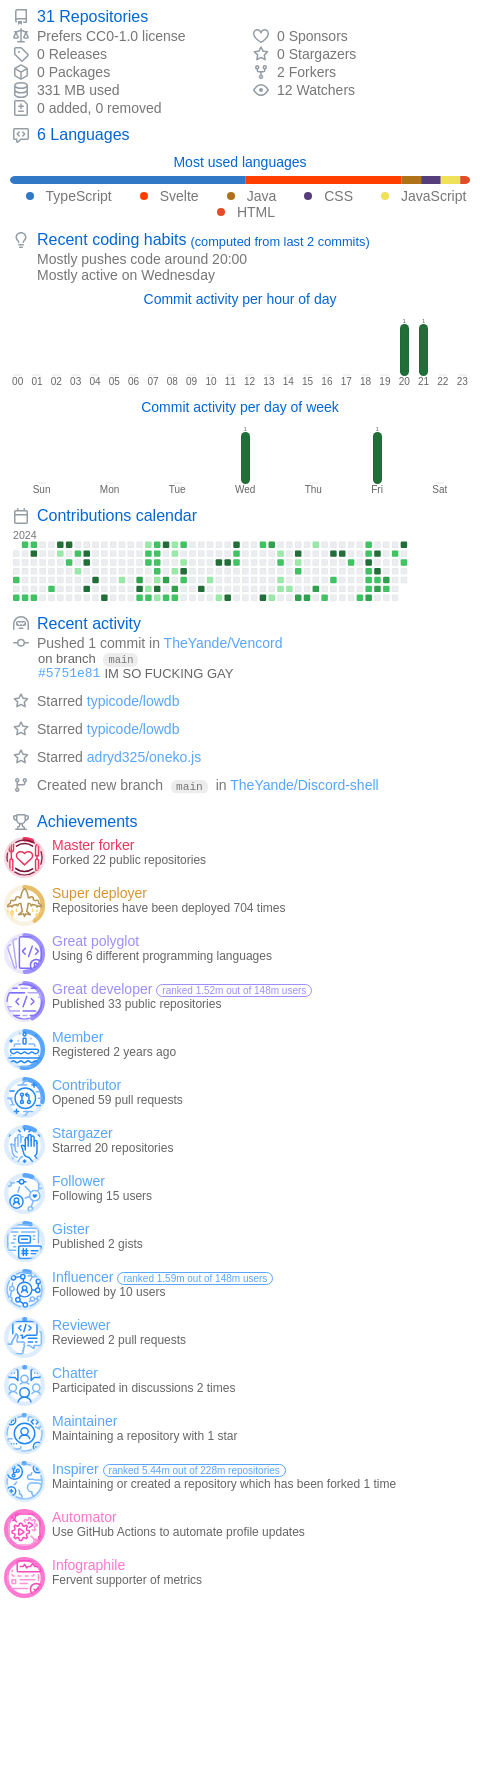 31 Repositories
Prefers CC0-1.0 license
0 Sponsors
0 Releases
0 Stargazers
0 Packages
2 Forkers
331 MB used
12 Watchers
0 added, 0 removed
6 Languages
Most used languages
TypeScript Svelte Java CSS JavaScript
HTML
Recent coding habits (computed from last 2 commits)
Mostly pushes code around 20:00
Mostly active on Wednesday
Commit activity per hour of day
1 1
00 01 02 03 04 05 06 07 08 09 10 11 12 13 14 15 16 17 18 19 20 21 22 23
Commit activity per day of week
1 1
Sun Mon Tue Wed Thu Fri Sat
Contributions calendar
2024
Recent activity
Pushed 1 commit in TheYande/Vencord
on branch main
#5751e81 IM SO FUCKING GAY
Starred typicode/lowdb
Starred typicode/lowdb
Starred adryd325/oneko.js
Created new branch main in TheYande/Discord-shell
Achievements
Master forker
Forked 22 public repositories
Super deployer
Repositories have been deployed 704 times
Great polyglot
Using 6 different programming languages
Great developer ranked 1.52m out of 148m users
Published 33 public repositories
Member
Registered 2 years ago
Contributor
Opened 59 pull requests
Stargazer
Starred 20 repositories
Follower
Following 15 users
Gister
Published 2 gists
Influencer ranked 1.59m out of 148m users
Followed by 10 users
Reviewer
Reviewed 2 pull requests
Chatter
Participated in discussions 2 times
Maintainer
Maintaining a repository with 1 star
Inspirer ranked 5.44m out of 228m repositories
Maintaining or created a repository which has been forked 1 time
Automator
Use GitHub Actions to automate profile updates
Infographile
Fervent supporter of metrics